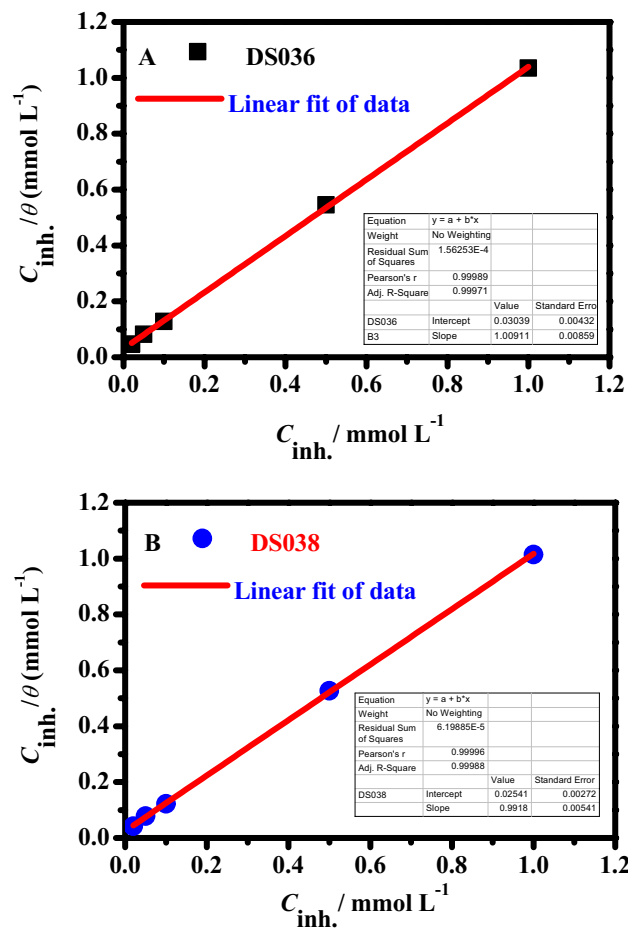 A DS036
Linear fit of data
C inh. /θ (mmol L-1)
1.2
1.0
0.8
0.6
0.4
0.2
0.0
Equation y = a + b*x
Weight No Weighting
Residual Sum of Squares 1.56253E-4
Pearson's r 0.99989
Adj. R-Square 0.99971
Value Standard Erro
DS036 Intercept 0.03039 0.00432
B3 Slope 1.00911 0.00859
0.0 0.2 0.4 0.6 0.8 1.0 1.2
C inh. / mmol L-1
B DS038
Linear fit of data
C inh. /θ (mmol L-1)
1.2
1.0
0.8
0.6
0.4
0.2
0.0
Equation y = a + b*x
Weight No Weighting
Residual Sum of Squares 6.19885E-5
Pearson's r 0.99996
Adj. R-Square 0.99988
Value Standard Error
DS038 Intercept 0.02541 0.00272
Slope 0.9918 0.00541
0.0 0.2 0.4 0.6 0.8 1.0 1.2
C inh. / mmol L-1